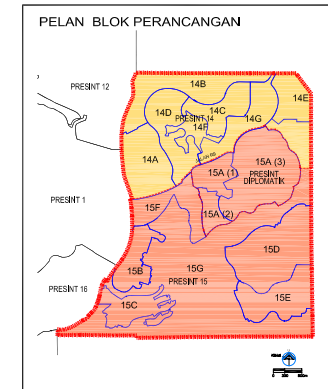 PELAN BLOK PERANCANGAN
14B
PRESINT 12
14E
14D
14C
PRESINT 14
14F
14G
14A
15A (3)
15A (1)
PRESINT
DIPLOMATIK
PRESINT 1
15F
15A (2)
15D
15B
15G
PRESINT 16
PRESINT 15
15C
15E